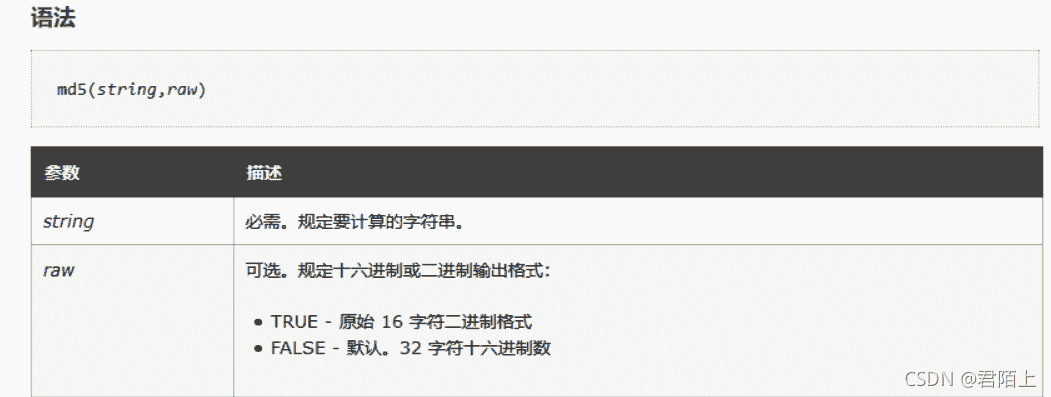 语法
md5(string,raw)
参数 描述
string 必需。规定要计算的字符串。
raw 可选。规定十六进制或二进制输出格式：
● TRUE - 原始 16 字符二进制格式
● FALSE - 默认。32 字符十六进制数
CSDN @君陌上